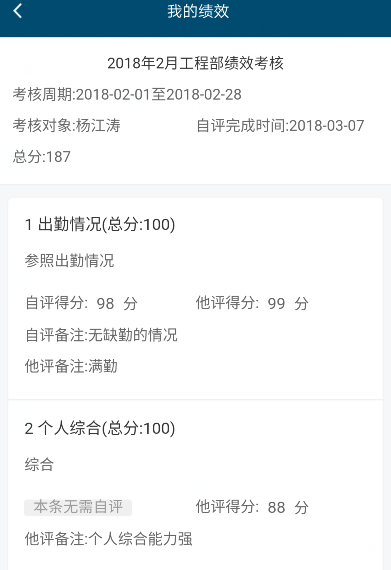 我的绩效
2018年2月工程部绩效考核
考核周期:2018-02-01至2018-02-28
考核对象:杨江涛 自评完成时间:2018-03-07
总分:187
1 出勤情况(总分:100)
参照出勤情况
自评得分: 98 分 他评得分: 99 分
自评备注:无缺勤的情况
他评备注:满勤
2 个人综合(总分:100)
综合
本条无需自评 他评得分: 88 分
他评备注:个人综合能力强